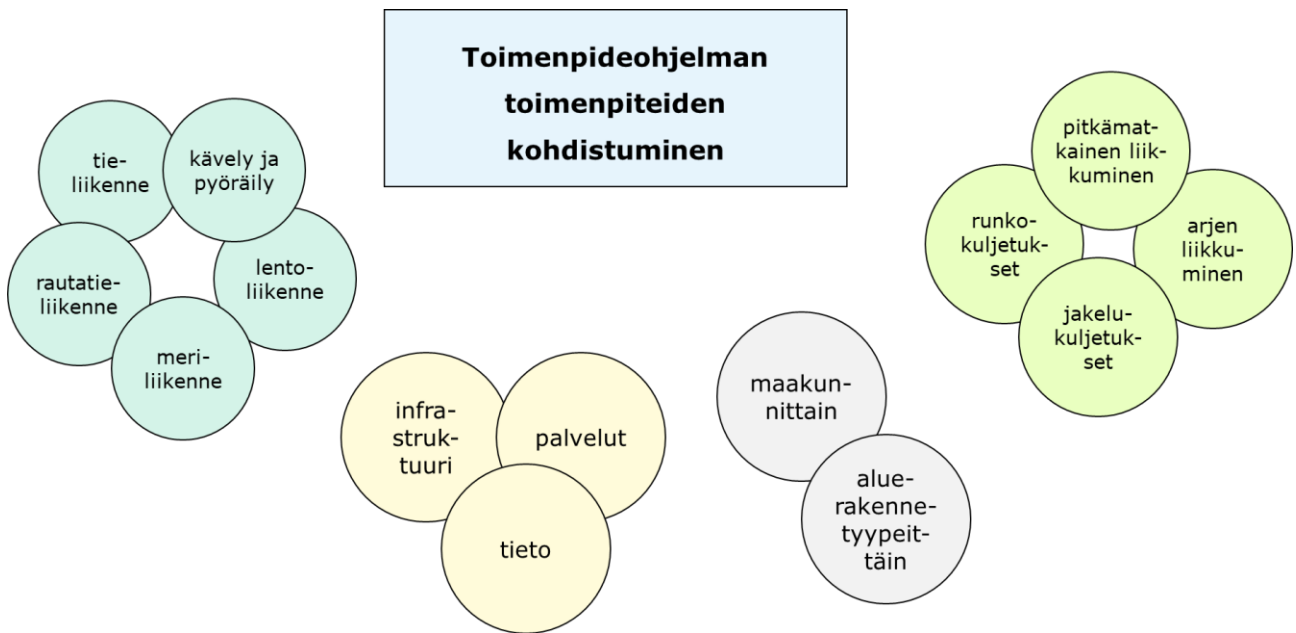 Toimenpideohjelman
toimenpiteiden
kohdistuminen
tie-
liikenne
kävely ja
pyöräily
rautatie-
liikenne
lento-
liikenne
meri-
liikenne
infra-
struk-
tuuri
palvelut
tieto
maakun-
nittain
alue-
rakenne-
tyypeit-
täin
pitkämat-
kainen liik-
kuminen
runko-
kuljetuk-
set
arjen
liikku-
minen
jakelu-
kuljetuk-
set